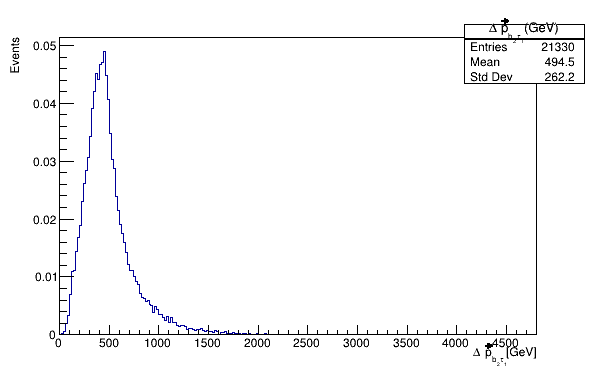 Δ p⃗ b₂τ₁ (GeV)
Entries 21330
Mean 494.5
Std Dev 262.2
Events
0.05
0.04
0.03
0.02
0.01
0
0 500 1000 1500 2000 2500 3000 3500 4000 4500
Δ p⃗ b₂τ₁ [GeV]